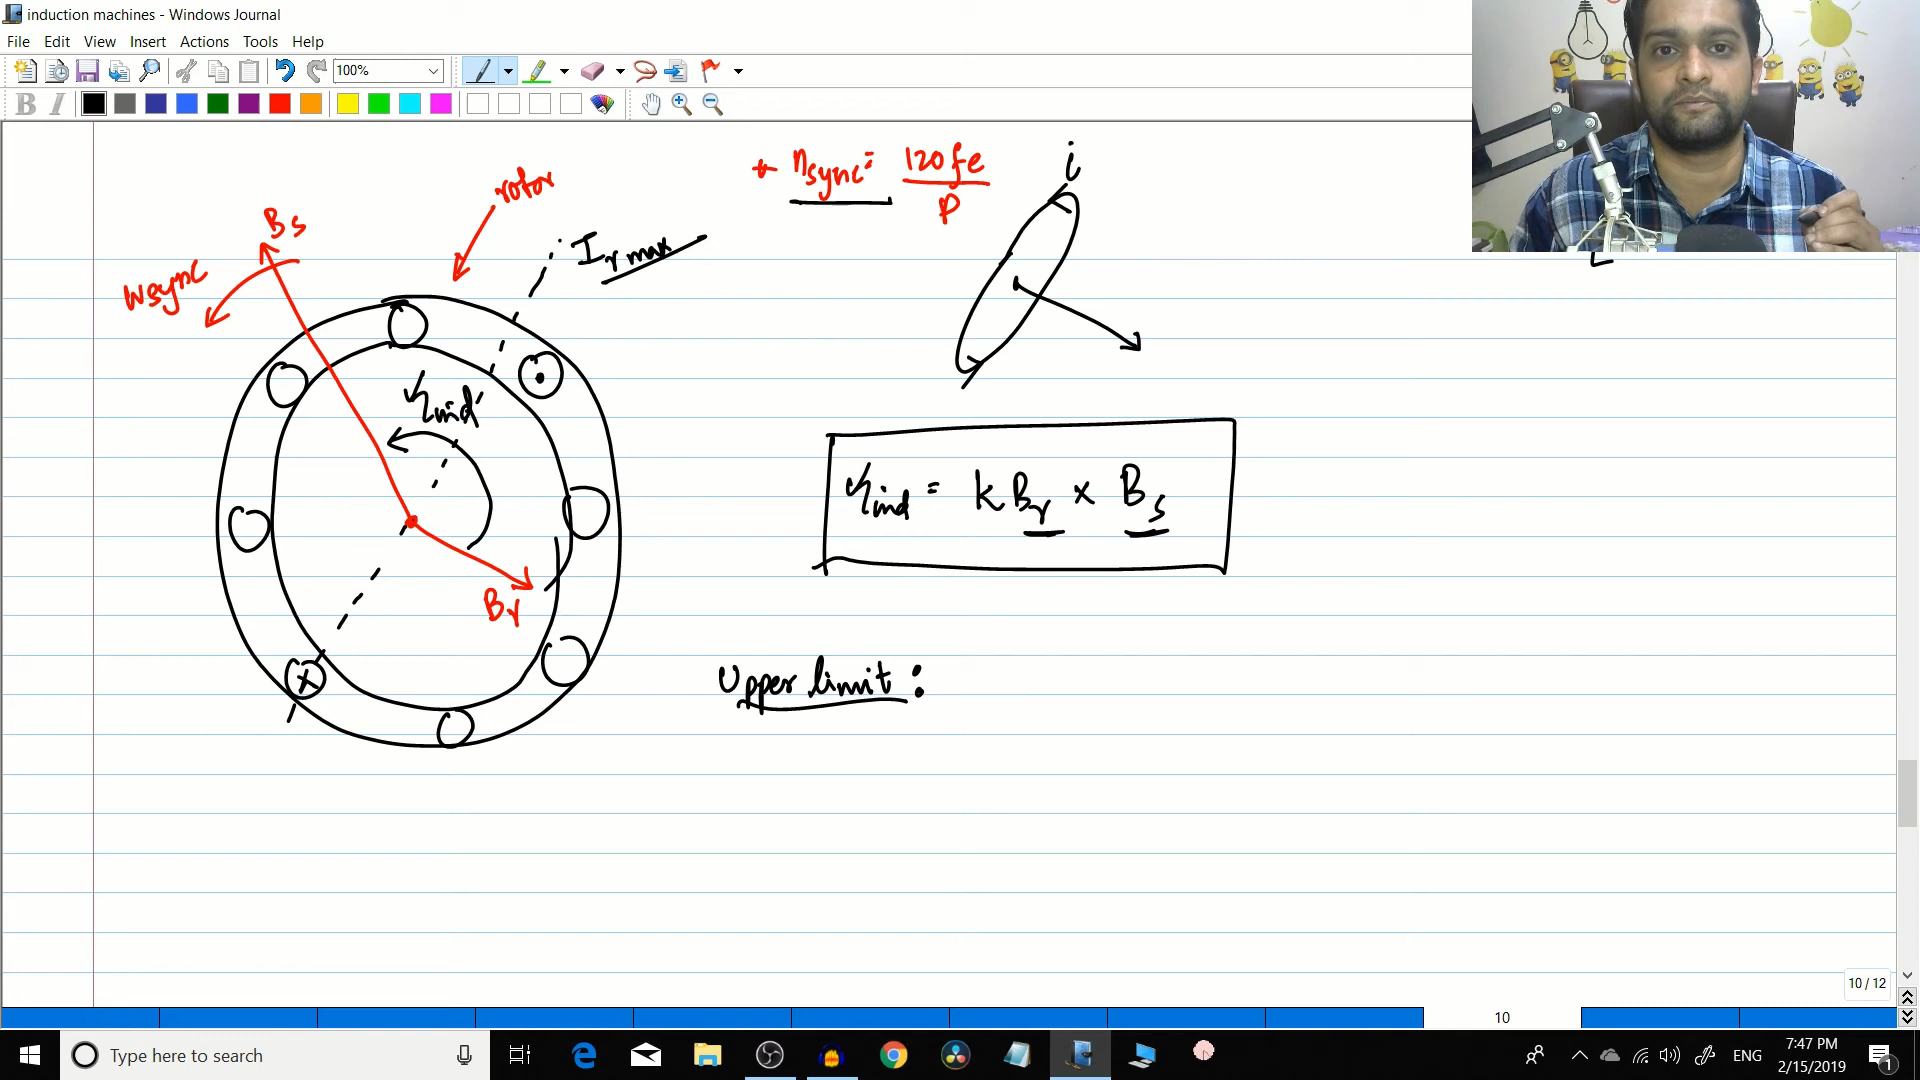 induction machines - Windows Journal
File Edit View Insert Actions Tools Help
100%
B I
* nsync = 120fe
P
i
rotor
Bs
Wsync
Irmax
τind
τind = k Br x Bs
Br
Upper limit :
10 / 12
10
Type here to search
ENG
7:47 PM
2/15/2019
1